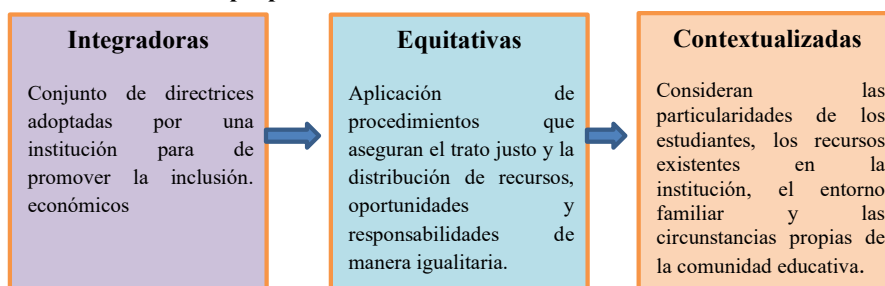 Integradoras
Conjunto de directrices
adoptadas por una
institución para de
promover la inclusión.
económicos
Equitativas
Aplicación de
procedimientos que
aseguran el trato justo y la
distribución de recursos,
oportunidades y
responsabilidades de
manera igualitaria.
Contextualizadas
Consideran las
particularidades de los
estudiantes, los recursos
existentes en la
institución, el entorno
familiar y las
circunstancias propias de
la comunidad educativa.